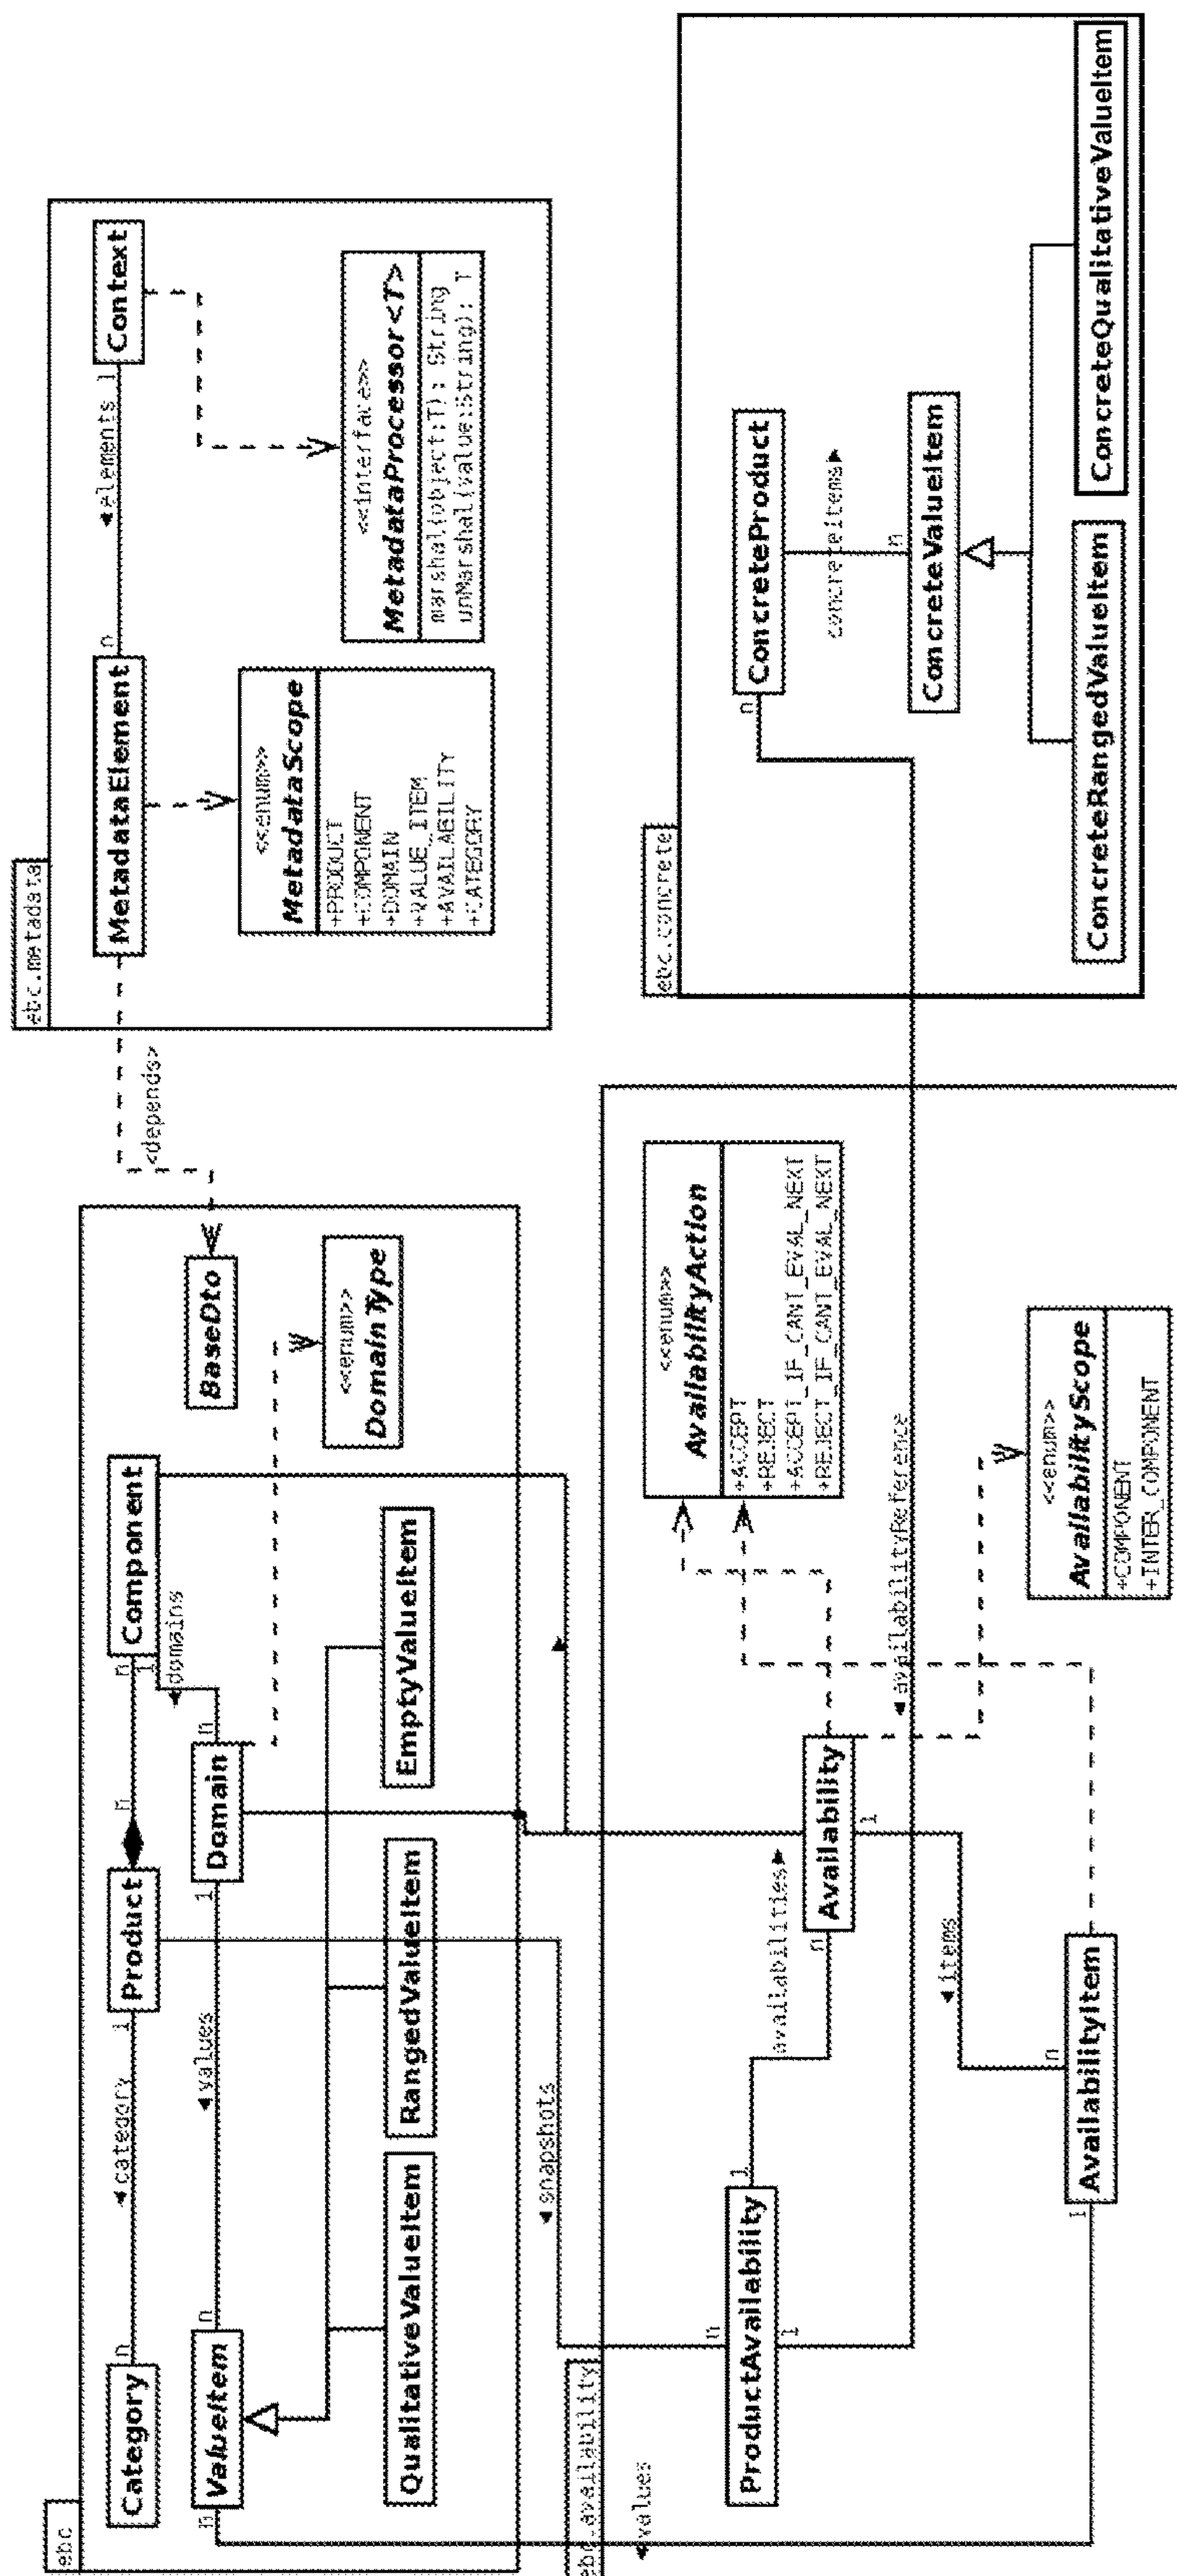 ebc
Category
n
◄category
1
Product
n
n
Component
1
ValueItem
n
n
◄values
1
Domain
n
◄domains
BaseDto
<<enum>>
DomainType
QualitativeValueItem
RangedValueItem
EmptyValueItem
<depends>
ebc.metadata
MetadataElement
n
◄elements
1
Context
<<enum>>
MetadataScope
+PRODUCT
+COMPONENT
+DOMAIN
+VALUE_ITEM
+AVAILABILITY
+CATEGORY
<<interface>>
MetadataProcessor<T>
marshal(object:T): String
unMarshal(value:String): T
◄snapshots
ebc.availability
◄values
ProductAvailability
n
1
1
availabilities►
Availability
n
1
<<enum>>
AvailabilityAction
+ACCEPT
+REJECT
+ACCEPT_IF_CANT_EVAL_NEXT
+REJECT_IF_CANT_EVAL_NEXT
◄availabilityReference
◄items
AvailabilityItem
n
1
<<enum>>
AvailabilityScope
+COMPONENT
+INTER_COMPONENT
ebc.concrete
ConcreteProduct
n
concreteItems►
n
ConcreteValueItem
ConcreteRangedValueItem
ConcreteQualitativeValueItem